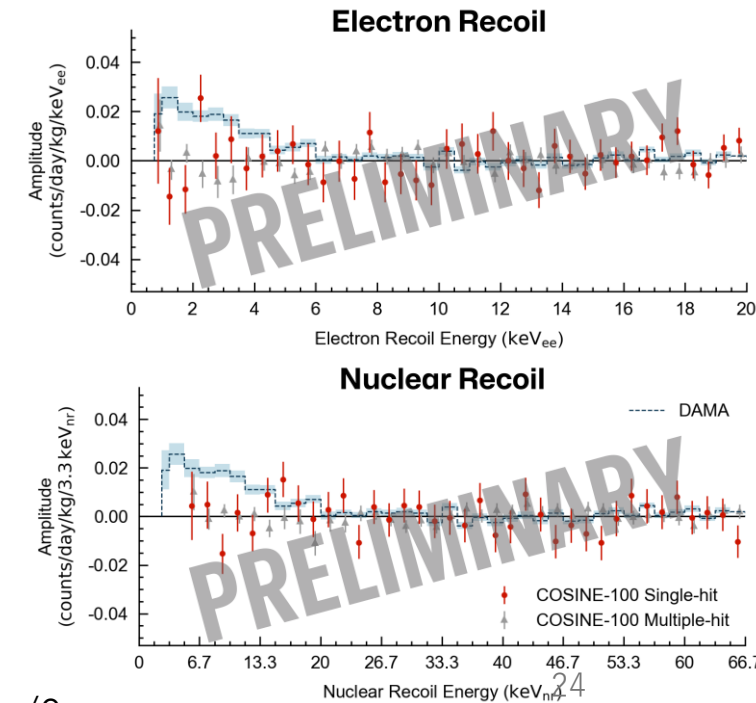 Electron Recoil
Amplitude
(counts/day/kg/keVee)
0.04
0.02
0.00
-0.02
-0.04
PRELIMINARY
0 2 4 6 8 10 12 14 16 18 20
Electron Recoil Energy (keVee)
Nuclear Recoil
Amplitude
(counts/day/kg/3.3 keVnr)
0.04
0.02
0.00
-0.02
-0.04
DAMA
PRELIMINARY
COSINE-100 Single-hit
COSINE-100 Multiple-hit
0 6.7 13.3 20 26.7 33.3 40 46.7 53.3 60 66.7
Nuclear Recoil Energy (keVnr)
24